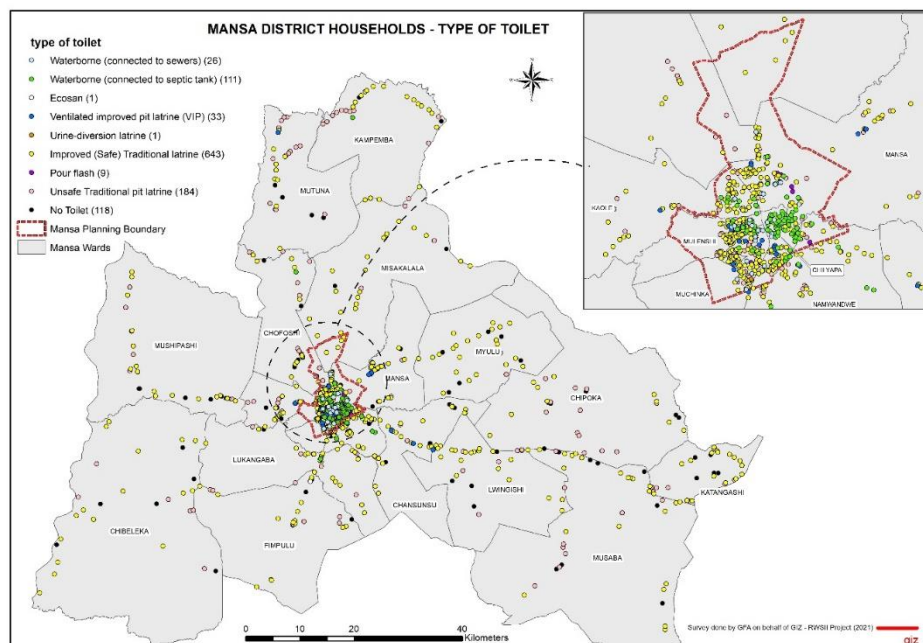 MANSA DISTRICT HOUSEHOLDS - TYPE OF TOILET
type of toilet
Waterborne (connected to sewers) (26)
Waterborne (connected to septic tank) (111)
Ecosan (1)
Ventilated improved pit latrine (VIP) (33)
Urine-diversion latrine (1)
Improved (Safe) Traditional latrine (643)
Pour flash (9)
Unsafe Traditional pit latrine (184)
No Toilet (118)
Mansa Planning Boundary
Mansa Wards
KAMPEMBA
MUTUNA
MISAKALALA
CHOFOSHI
MUSHIPASHI
MANSA
MYULU
CHIPOKA
LUKANGABA
CHANSUNSU
LWINGISHI
KATANGASHI
CHIBELEKA
FIMPULU
MUSABA
MANSA
KAOLE
MULENSHI
CHILYAPA
MUCHINKA
NAMWANDWE
0 10 20 40
Kilometers
Survey done by GFA on behalf of GIZ - RWSII Project (2021)
giz